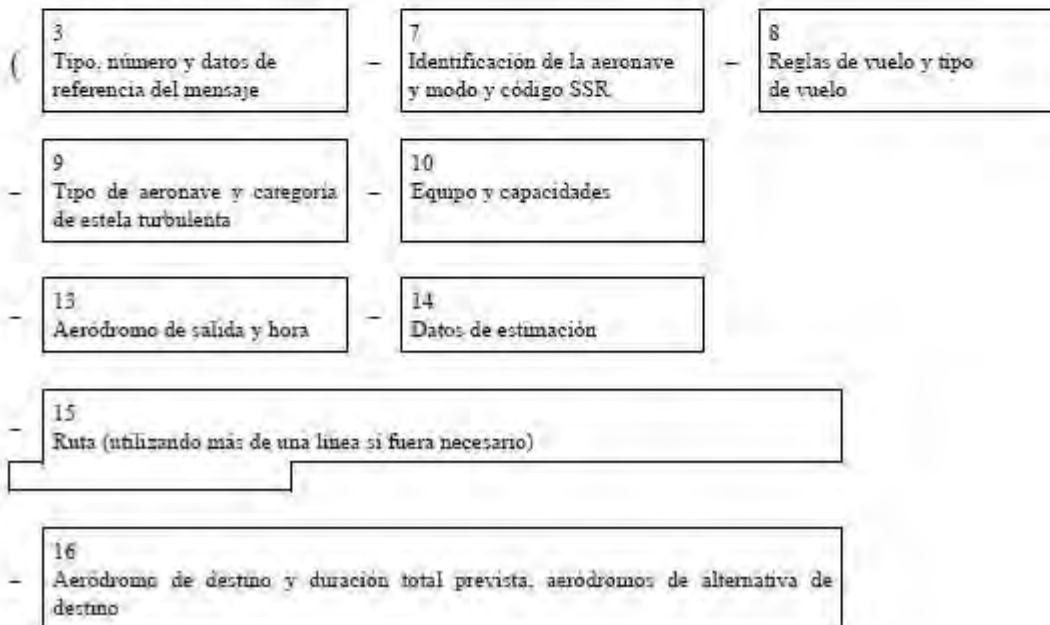 3
( Tipo, número y datos de
referencia del mensaje
–
7
Identificación de la aeronave
y modo y código SSR
–
8
Reglas de vuelo y tipo
de vuelo
–
9
Tipo de aeronave y categoría
de estela turbulenta
–
10
Equipo y capacidades
–
13
Aeródromo de salida y hora
–
14
Datos de estimación
–
15
Ruta (utilizando más de una línea si fuera necesario)
–
16
Aeródromo de destino y duración total prevista, aeródromos de alternativa de
destino